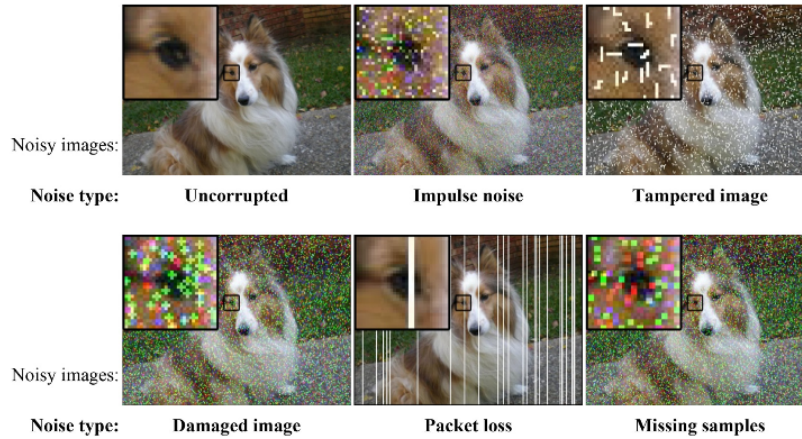 Noisy images:
Noise type: Uncorrupted Impulse noise Tampered image
Noisy images:
Noise type: Damaged image Packet loss Missing samples